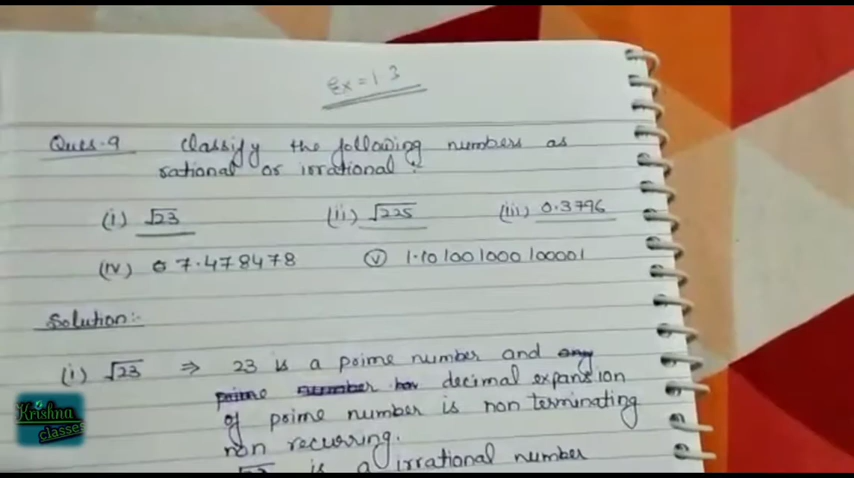 Ex = 1.3
Ques-9 Classify the following numbers as
rational or irrational :
(i) √23 (ii) √225 (iii) 0.3796
(iv) 7.478478 (v) 1.101001000100001
Solution:-
(i) √23 ⇒ 23 is a prime number and
decimal expansion
of prime number is non terminating
non recurring.
√23 is a irrational number
Krishna
classes